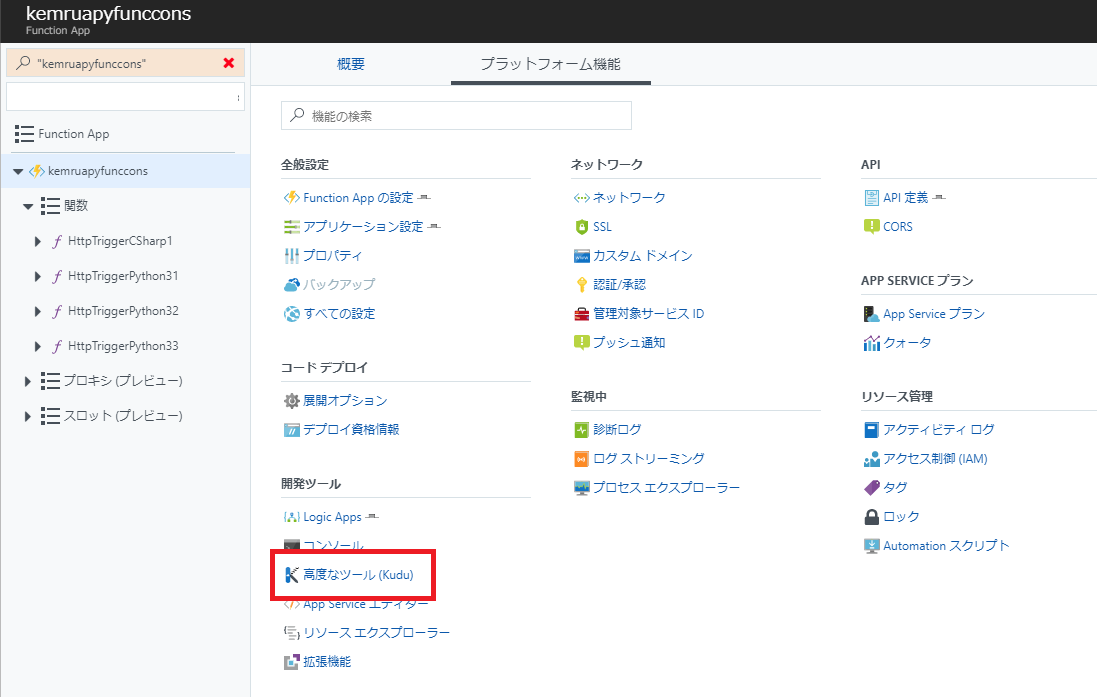 kemruapyfunccons
Function App
"kemruapyfunccons"
Function App
kemruapyfunccons
関数
HttpTriggerCSharp1
HttpTriggerPython31
HttpTriggerPython32
HttpTriggerPython33
プロキシ (プレビュー)
スロット (プレビュー)
概要
プラットフォーム機能
機能の検索
全般設定
Function App の設定
アプリケーション設定
プロパティ
バックアップ
すべての設定
コード デプロイ
展開オプション
デプロイ資格情報
開発ツール
Logic Apps
コンソール
高度なツール (Kudu)
App Service エディター
リソース エクスプローラー
拡張機能
ネットワーク
ネットワーク
SSL
カスタム ドメイン
認証/承認
管理対象サービス ID
プッシュ通知
監視中
診断ログ
ログ ストリーミング
プロセス エクスプローラー
API
API 定義
CORS
APP SERVICE プラン
App Service プラン
クォータ
リソース管理
アクティビティ ログ
アクセス制御 (IAM)
タグ
ロック
Automation スクリプト